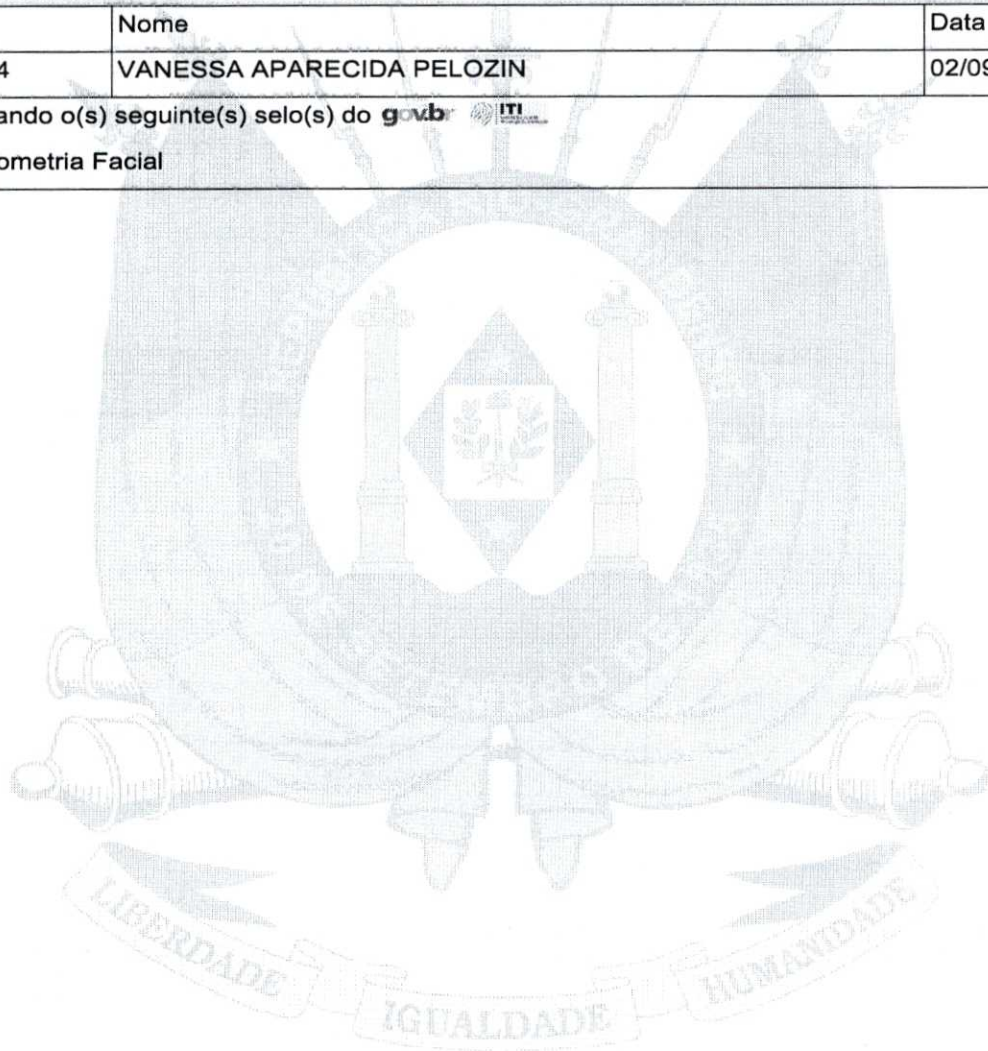 Nome Data
4 VANESSA APARECIDA PELOZIN 02/09
ando o(s) seguinte(s) selo(s) do gov.br ITI
ometria Facial
LIBERDADE
IGUALDADE
HUMANIDADE